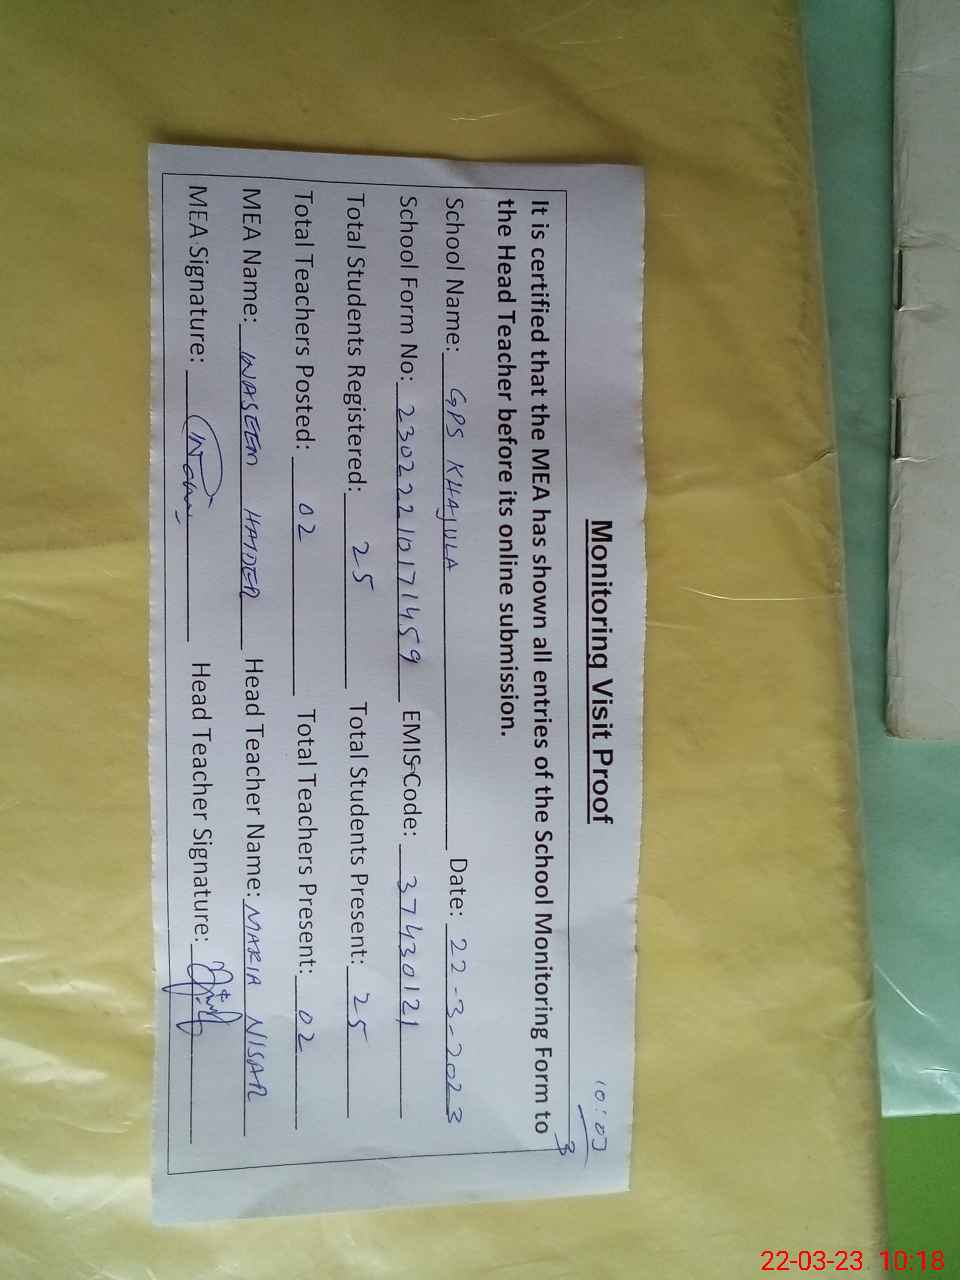 Monitoring Visit Proof
10:07
3
It is certified that the MEA has shown all entries of the School Monitoring Form to
the Head Teacher before its online submission.
School Name: GPS KHAJULA Date: 22-3-2023
School Form No: 23022210171459 EMIS Code: 37430121
Total Students Registered: 25 Total Students Present: 25
Total Teachers Posted: 02 Total Teachers Present: 02
MEA Name: WASEEM HAIDER Head Teacher Name: MARIA NISAR
MEA Signature: Head Teacher Signature:
22-03-23 10:18